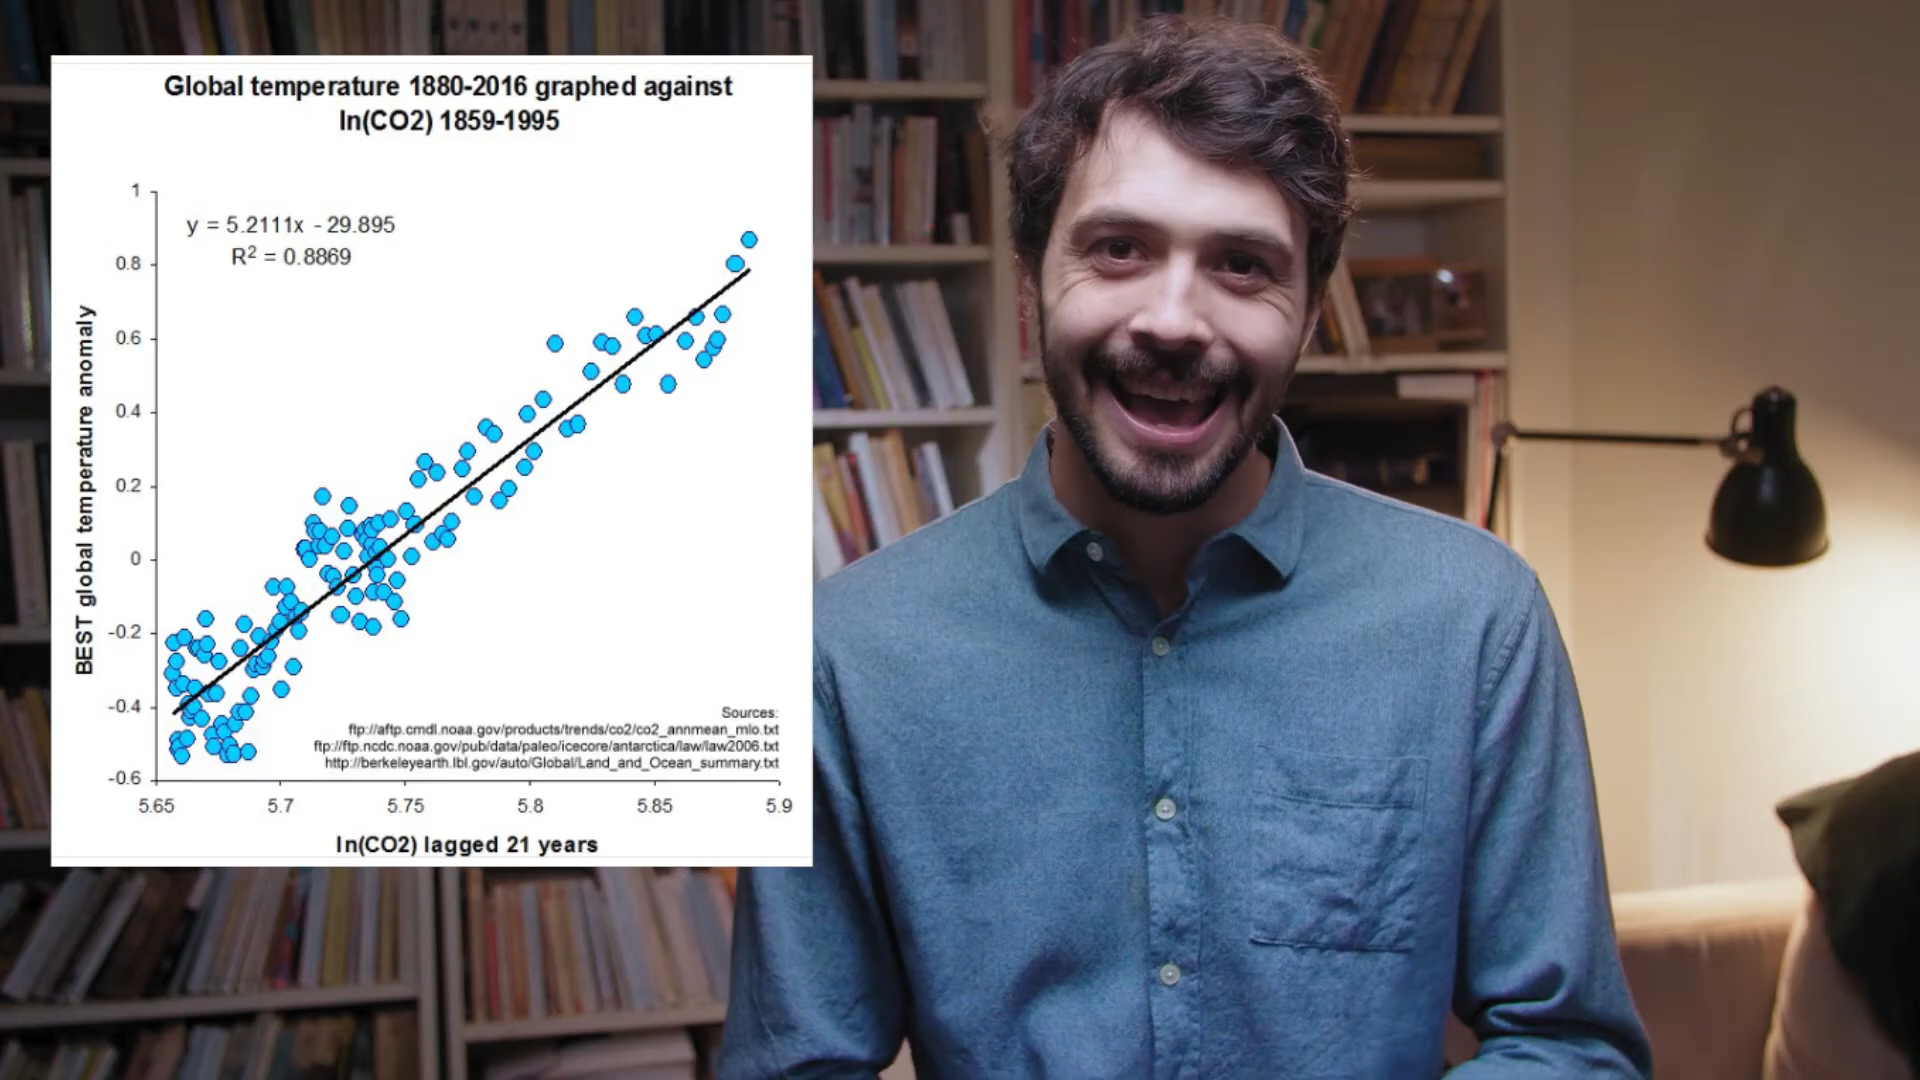 Global temperature 1880-2016 graphed against
ln(CO2) 1859-1995
y = 5.2111x - 29.895
R² = 0.8869
BEST global temperature anomaly
1
0.8
0.6
0.4
0.2
0
-0.2
-0.4
-0.6
Sources:
ftp://aftp.cmdl.noaa.gov/products/trends/co2/co2_annmean_mlo.txt
ftp://ftp.ncdc.noaa.gov/pub/data/paleo/icecore/antarctica/law/law2006.txt
http://berkeleyearth.lbl.gov/auto/Global/Land_and_Ocean_summary.txt
5.65 5.7 5.75 5.8 5.85 5.9
ln(CO2) lagged 21 years